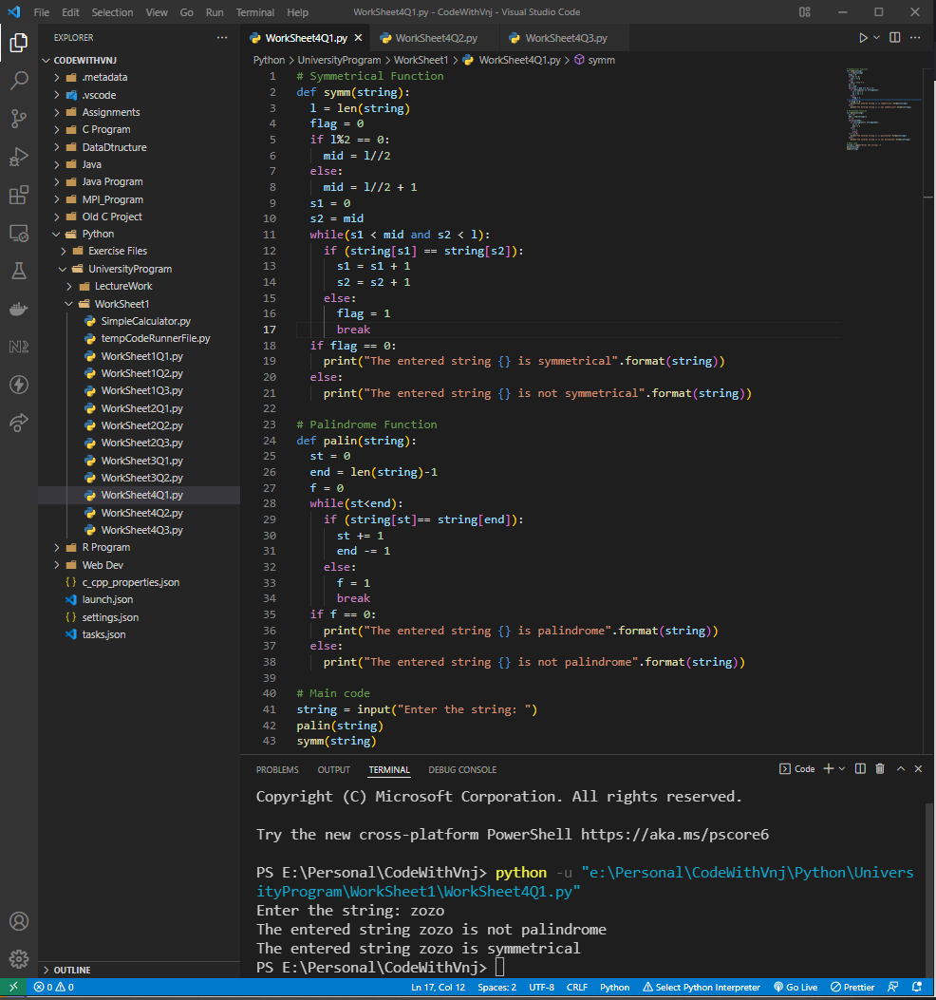 File Edit Selection View Go Run Terminal Help WorkSheet4Q1.py - CodeWithVnj - Visual Studio Code
EXPLORER
CODEWITHVNJ
.metadata
.vscode
Assignments
C Program
DataDtructure
Java
Java Program
MPI_Program
Old C Project
Python
Exercise Files
UniversityProgram
LectureWork
WorkSheet1
SimpleCalculator.py
tempCodeRunnerFile.py
WorkSheet1Q1.py
WorkSheet1Q2.py
WorkSheet1Q3.py
WorkSheet2Q1.py
WorkSheet2Q2.py
WorkSheet2Q3.py
WorkSheet3Q1.py
WorkSheet3Q2.py
WorkSheet4Q1.py
WorkSheet4Q2.py
WorkSheet4Q3.py
R Program
Web Dev
{ } c_cpp_properties.json
launch.json
{ } settings.json
tasks.json
OUTLINE
WorkSheet4Q1.py WorkSheet4Q2.py WorkSheet4Q3.py
Python > UniversityProgram > WorkSheet1 > WorkSheet4Q1.py > symm
1 # Symmetrical Function
2 def symm(string):
3 l = len(string)
4 flag = 0
5 if l%2 == 0:
6 mid = l//2
7 else:
8 mid = l//2 + 1
9 s1 = 0
10 s2 = mid
11 while(s1 < mid and s2 < l):
12 if (string[s1] == string[s2]):
13 s1 = s1 + 1
14 s2 = s2 + 1
15 else:
16 flag = 1
17 break
18 if flag == 0:
19 print("The entered string {} is symmetrical".format(string))
20 else:
21 print("The entered string {} is not symmetrical".format(string))
22
23 # Palindrome Function
24 def palin(string):
25 st = 0
26 end = len(string)-1
27 f = 0
28 while(st<end):
29 if (string[st]== string[end]):
30 st += 1
31 end -= 1
32 else:
33 f = 1
34 break
35 if f == 0:
36 print("The entered string {} is palindrome".format(string))
37 else:
38 print("The entered string {} is not palindrome".format(string))
39
40 # Main code
41 string = input("Enter the string: ")
42 palin(string)
43 symm(string)
PROBLEMS OUTPUT TERMINAL DEBUG CONSOLE Code
Copyright (C) Microsoft Corporation. All rights reserved.
Try the new cross-platform PowerShell https://aka.ms/pscore6
PS E:\Personal\CodeWithVnj> python -u "e:\Personal\CodeWithVnj\Python\Univers
ityProgram\WorkSheet1\WorkSheet4Q1.py"
Enter the string: zozo
The entered string zozo is not palindrome
The entered string zozo is symmetrical
PS E:\Personal\CodeWithVnj>
0 0 Ln 17, Col 12 Spaces: 2 UTF-8 CRLF Python Select Python Interpreter Go Live Prettier